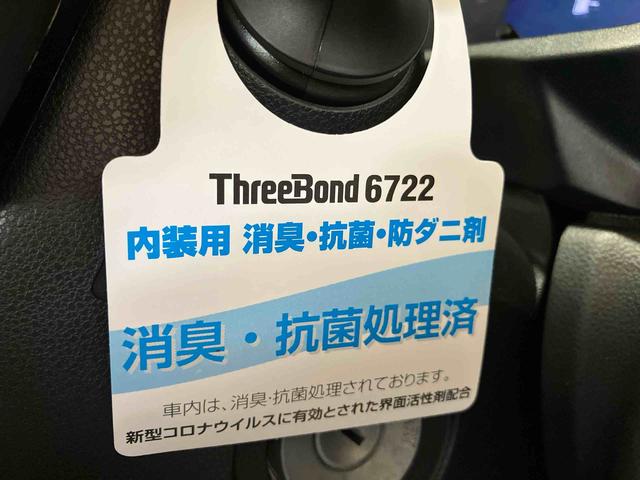 ThreeBond 6722
内装用 消臭・抗菌・防ダニ剤
消臭・抗菌処理済
車内は、消臭・抗菌処理されております。
新型コロナウイルスに有効とされた界面活性剤配合